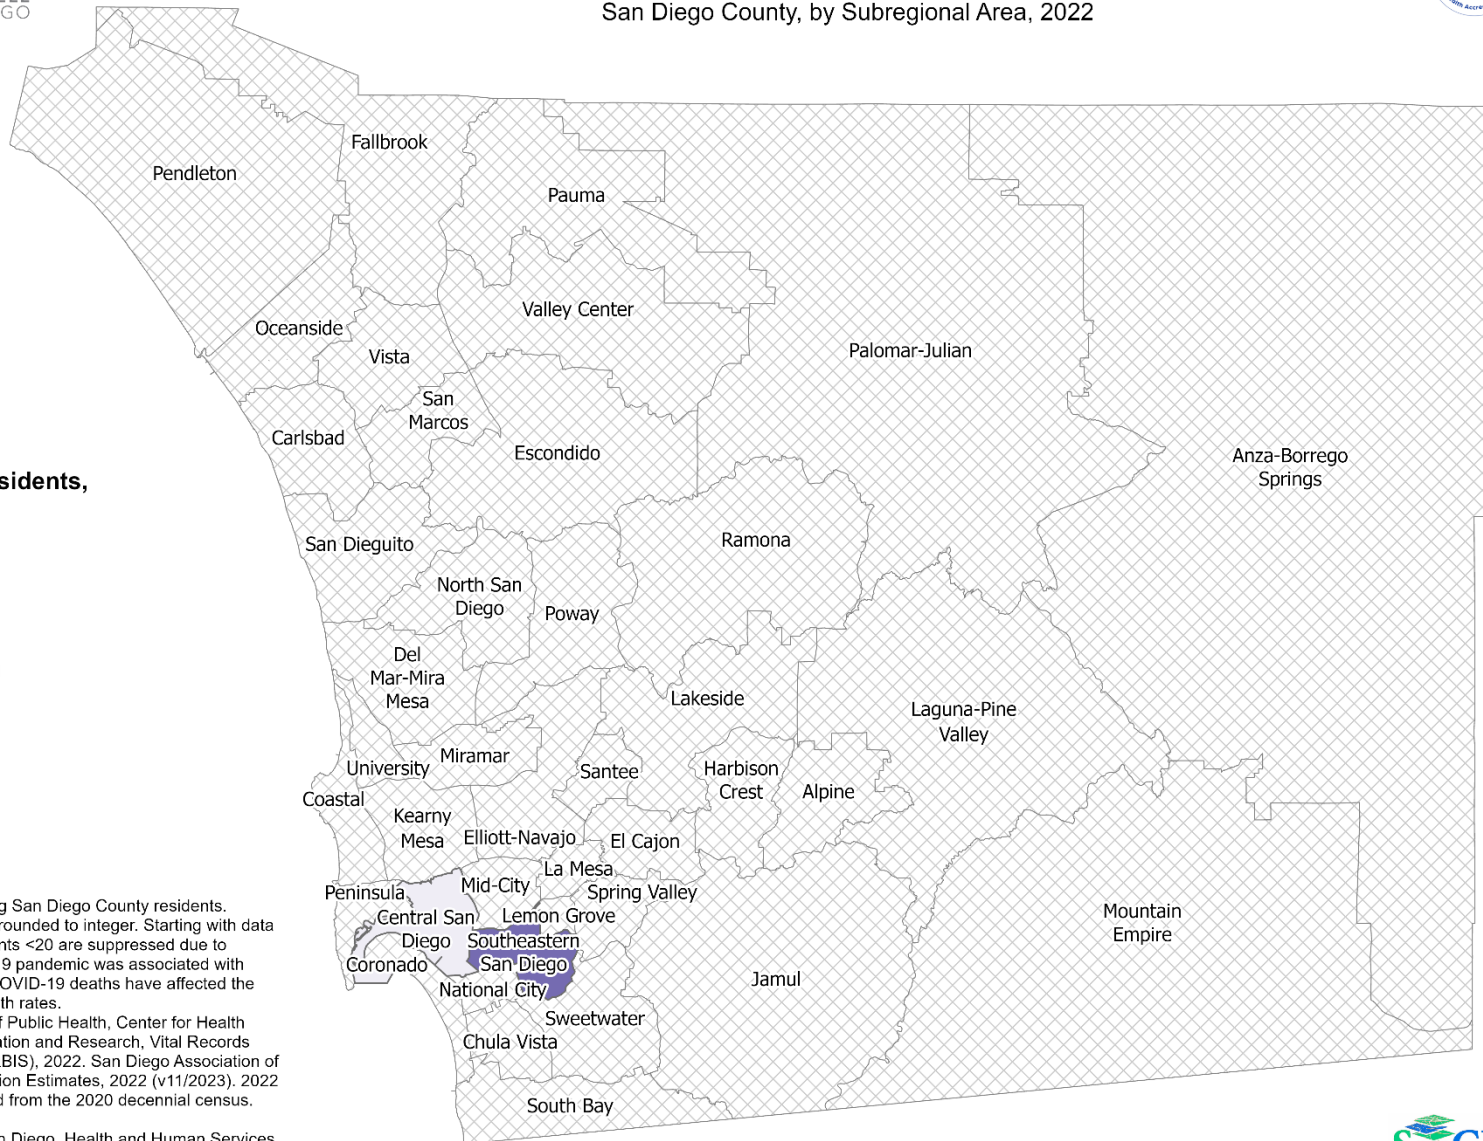 GO
San Diego County, by Subregional Area, 2022
Fallbrook
Pendleton
Pauma
Valley Center
Oceanside
Vista
Palomar-Julian
San
Marcos
Carlsbad
Escondido
Anza-Borrego
Springs
sidents,
Ramona
San Dieguito
North San
Diego
Poway
Del
Mar-Mira
Mesa
Lakeside
Laguna-Pine
Valley
Miramar
University
Santee
Harbison
Crest
Alpine
Coastal
Kearny
Mesa
Elliott-Navajo
El Cajon
La Mesa
Mid-City
Peninsula
Spring Valley
Central San
Diego
Lemon Grove
Southeastern
San Diego
Coronado
National City
Mountain
Empire
Jamul
Sweetwater
Chula Vista
South Bay
g San Diego County residents.
rounded to integer. Starting with data
nts <20 are suppressed due to
9 pandemic was associated with
OVID-19 deaths have affected the
th rates.
f Public Health, Center for Health
ation and Research, Vital Records
BIS), 2022. San Diego Association of
ion Estimates, 2022 (v11/2023). 2022
d from the 2020 decennial census.
n Diego, Health and Human Services